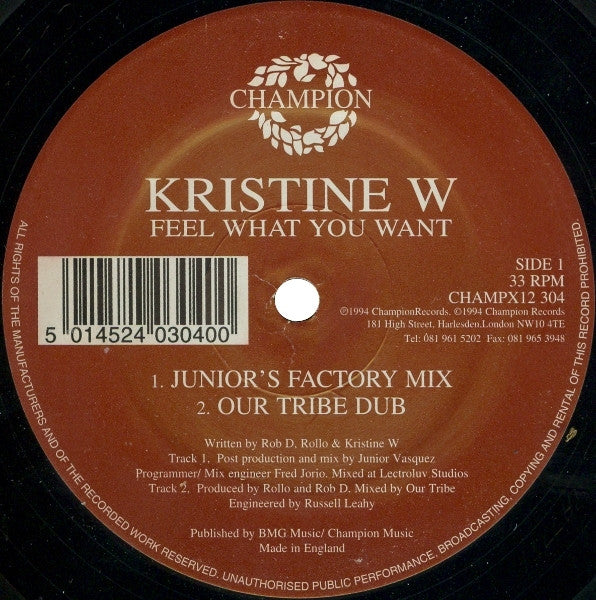 CHAMPION
KRISTINE W
FEEL WHAT YOU WANT
SIDE 1
33 RPM
CHAMPX12 304
℗1994 ChampionRecords. ©1994 Champion Records
181 High Street, Harlesden.London NW10 4TE
Tel: 081 961 5202 Fax: 081 965 3948
5 014524 030400
1. JUNIOR'S FACTORY MIX
2. OUR TRIBE DUB
Written by Rob D. Rollo & Kristine W
Track 1. Post production and mix by Junior Vasquez
Programmer/ Mix engineer Fred Jorio. Mixed at Lectroluv Studios
Track 2. Produced by Rollo and Rob D. Mixed by Our Tribe
Engineered by Russell Leahy
Published by BMG Music/ Champion Music
Made in England
ALL RIGHTS OF THE MANUFACTURERS AND OF THE RECORDED WORK RESERVED. UNAUTHORISED PUBLIC PERFORMANCE, BROADCASTING, COPYING AND RENTAL OF THIS RECORD PROHIBITED.